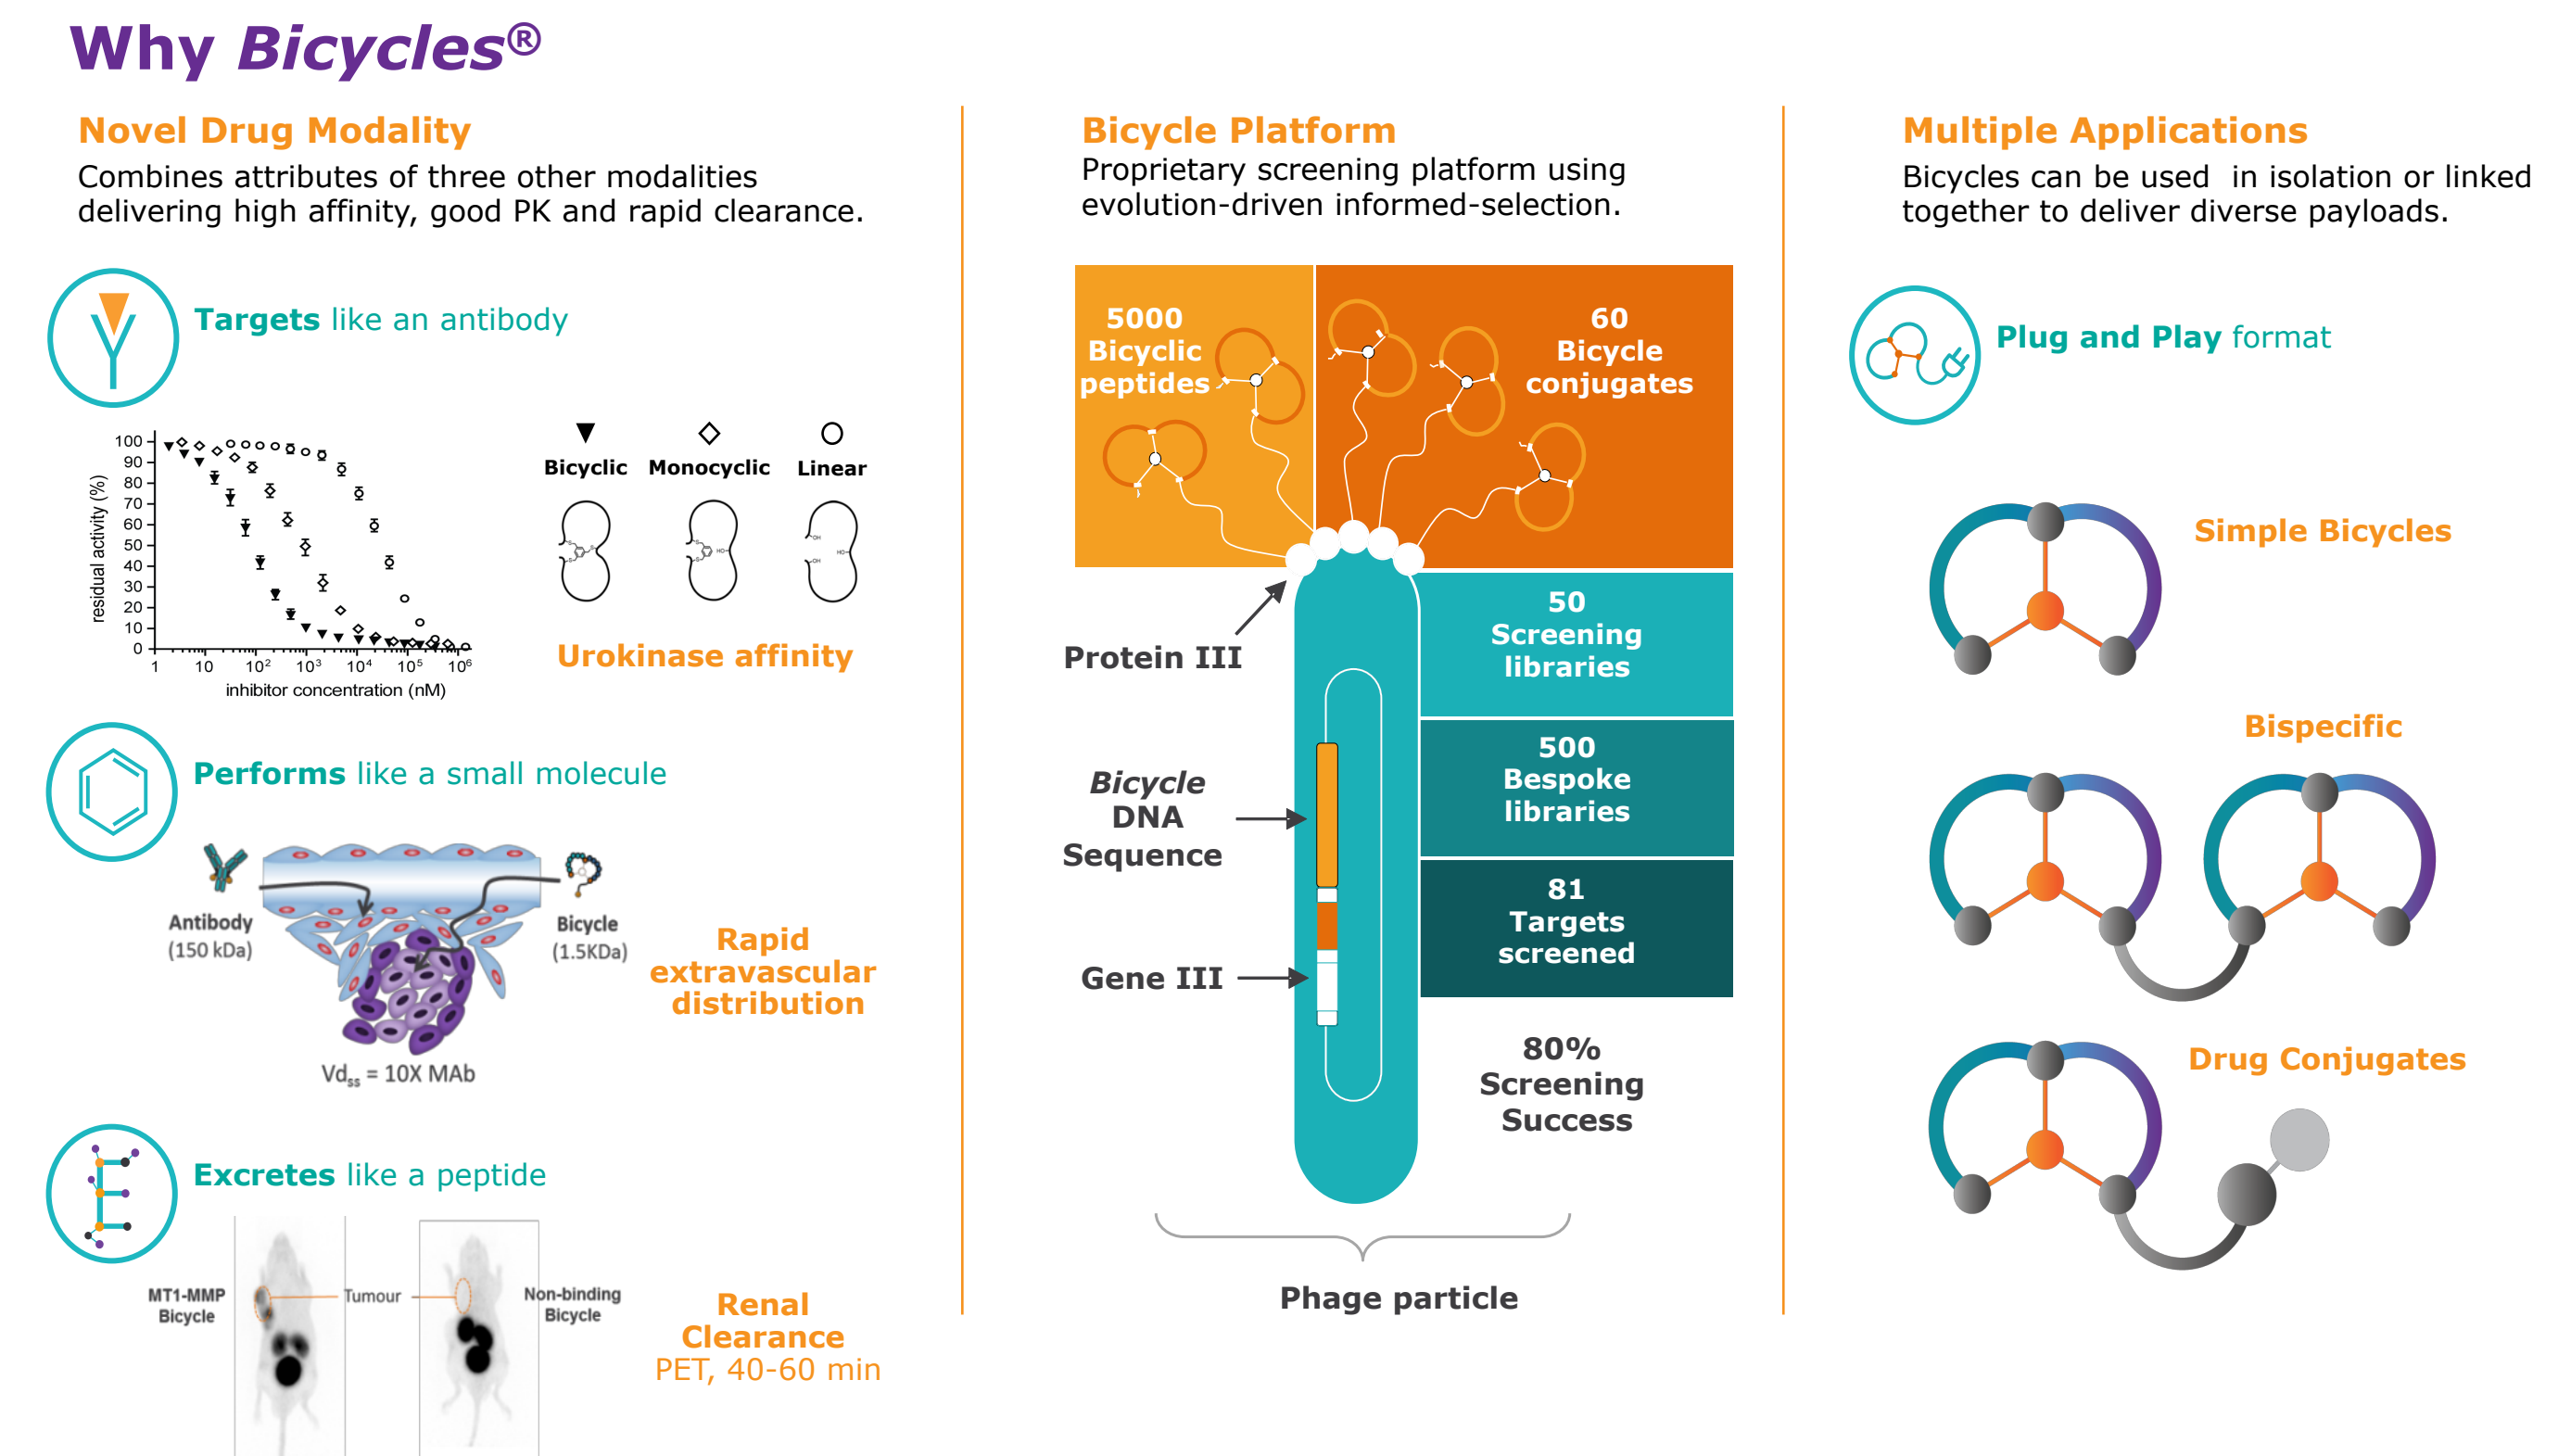 Why Bicycles®
Novel Drug Modality
Combines attributes of three other modalities
delivering high affinity, good PK and rapid clearance.
Targets like an antibody
100
90
80
70
60
50
40
30
20
10
0
residual activity (%)
1
10
10²
10³
10⁴
10⁵
10⁶
inhibitor concentration (nM)
Bicyclic
Monocyclic
Linear
S
S
S
S
S
HO
OH
OH
HO
Urokinase affinity
Performs like a small molecule
Antibody
(150 kDa)
Bicycle
(1.5KDa)
Vdss = 10X MAb
Rapid
extravascular
distribution
Excretes like a peptide
MT1-MMP
Bicycle
Tumour
Non-binding
Bicycle
Renal
Clearance
PET, 40-60 min
Bicycle Platform
Proprietary screening platform using
evolution-driven informed-selection.
5000
Bicyclic
peptides
60
Bicycle
conjugates
50
Screening
libraries
500
Bespoke
libraries
81
Targets
screened
80%
Screening
Success
Protein III
Bicycle
DNA
Sequence
Gene III
Phage particle
Multiple Applications
Bicycles can be used  in isolation or linked
together to deliver diverse payloads.
Plug and Play format
Simple Bicycles
Bispecific
Drug Conjugates